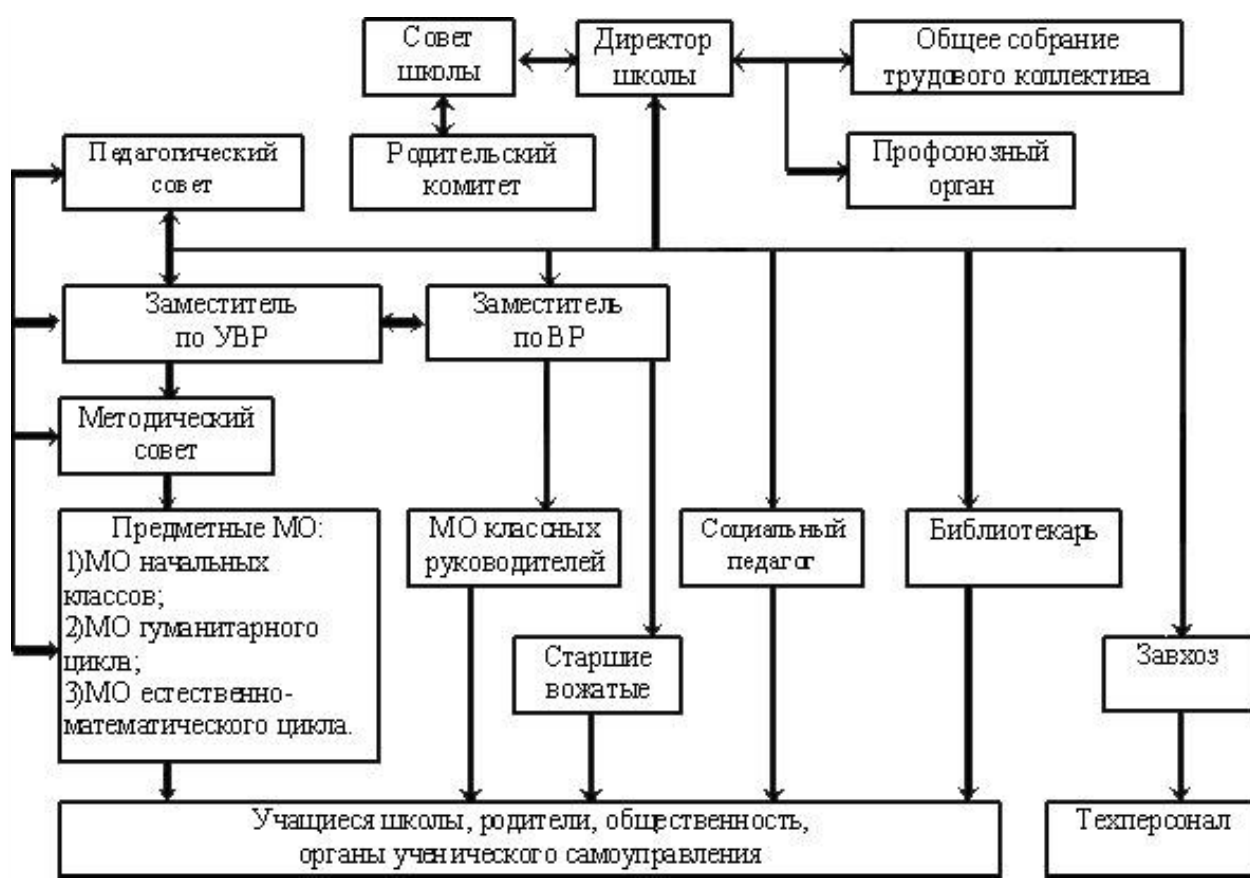 Совет
школы
Директор
школы
Общее собрание
трудового коллектива
Педагогический
совет
Родительский
комитет
Профсоюзный
орган
Заместитель
по УВР
Заместитель
по ВР
Методический
совет
Предметные МО:
1)МО начальных
классов;
2)МО гуманитарного
цикла;
3)МО естественно-
математического цикла.
МО классных
руководителей
Социальный
педагог
Библиотекарь
Старшие
вожатые
Завхоз
Учащиеся школы, родители, общественность,
органы ученического самоуправления
Техперсонал